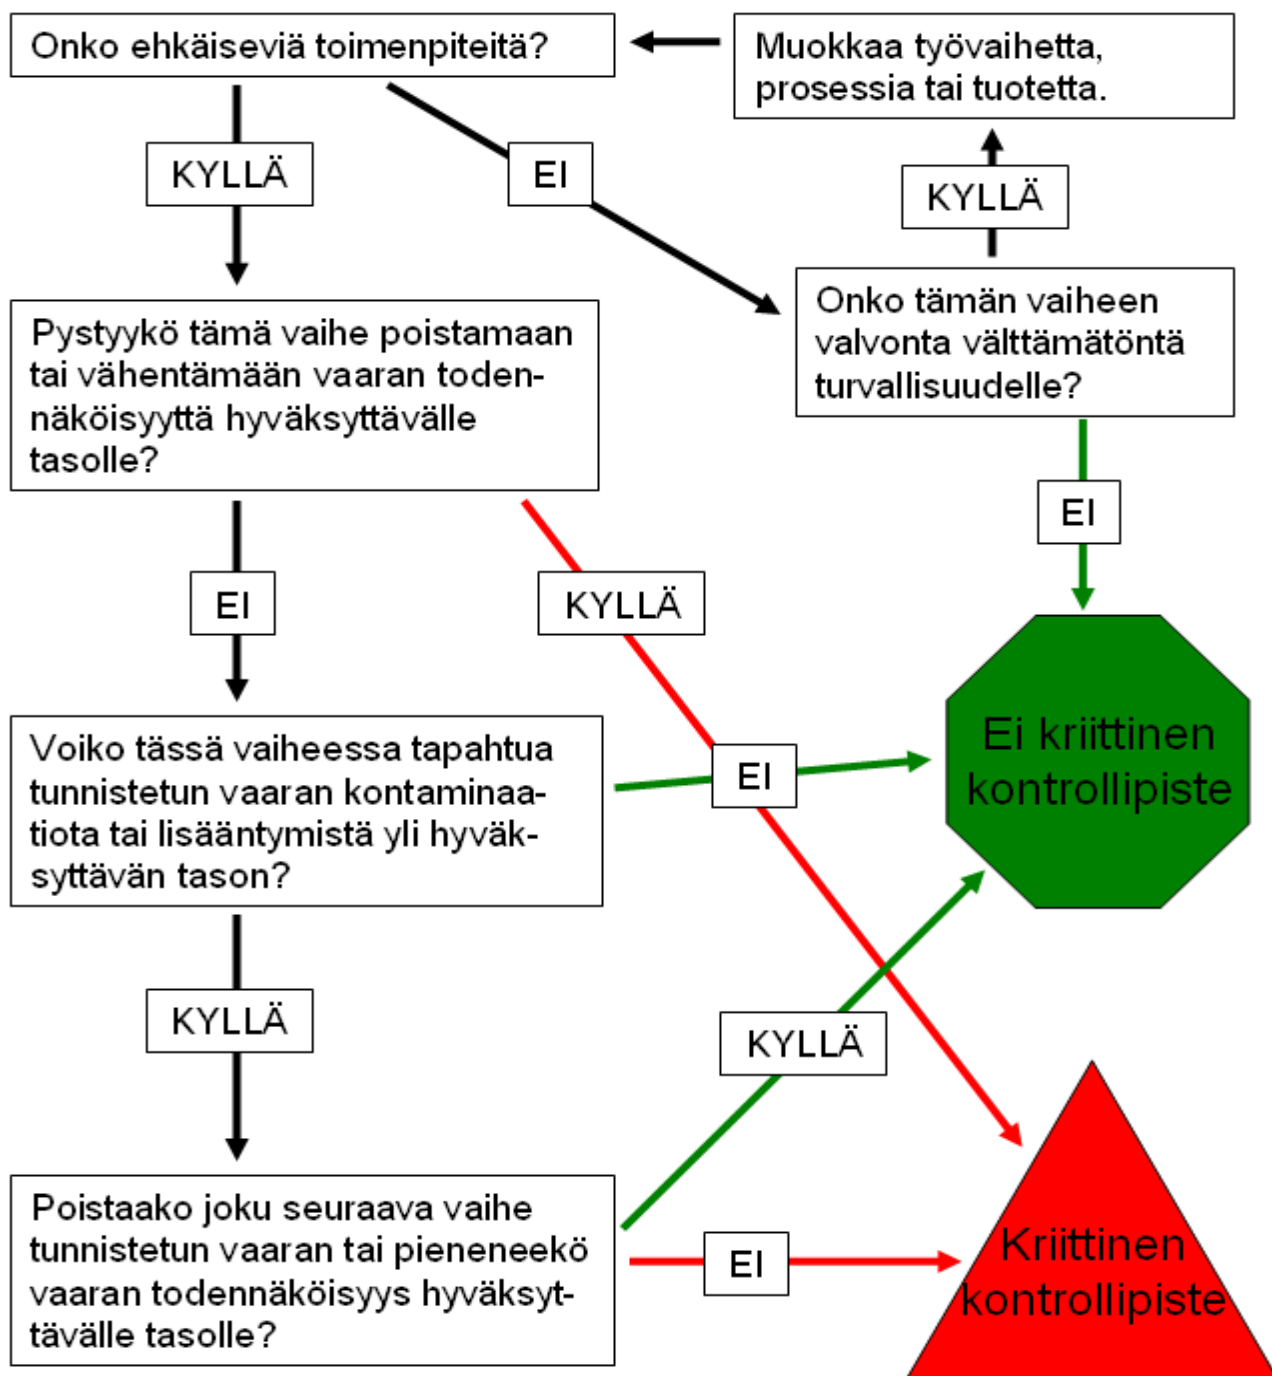 Onko ehkäiseviä toimenpiteitä?
Muokkaa työvaihetta,
prosessia tai tuotetta.
KYLLÄ
EI
KYLLÄ
Onko tämän vaiheen
valvonta välttämätöntä
turvallisuudelle?
Pystyykö tämä vaihe poistamaan
tai vähentämään vaaran toden-
näköisyyttä hyväksyttävälle
tasolle?
EI
EI
KYLLÄ
Voiko tässä vaiheessa tapahtua
tunnistetun vaaran kontaminaa-
tiota tai lisääntymistä yli hyväk-
syttävän tason?
EI
Ei kriittinen
kontrollipiste
KYLLÄ
KYLLÄ
Poistaako joku seuraava vaihe
tunnistetun vaaran tai pieneneekö
vaaran todennäköisyys hyväksyt-
tävälle tasolle?
EI
Kriittinen
kontrollipiste